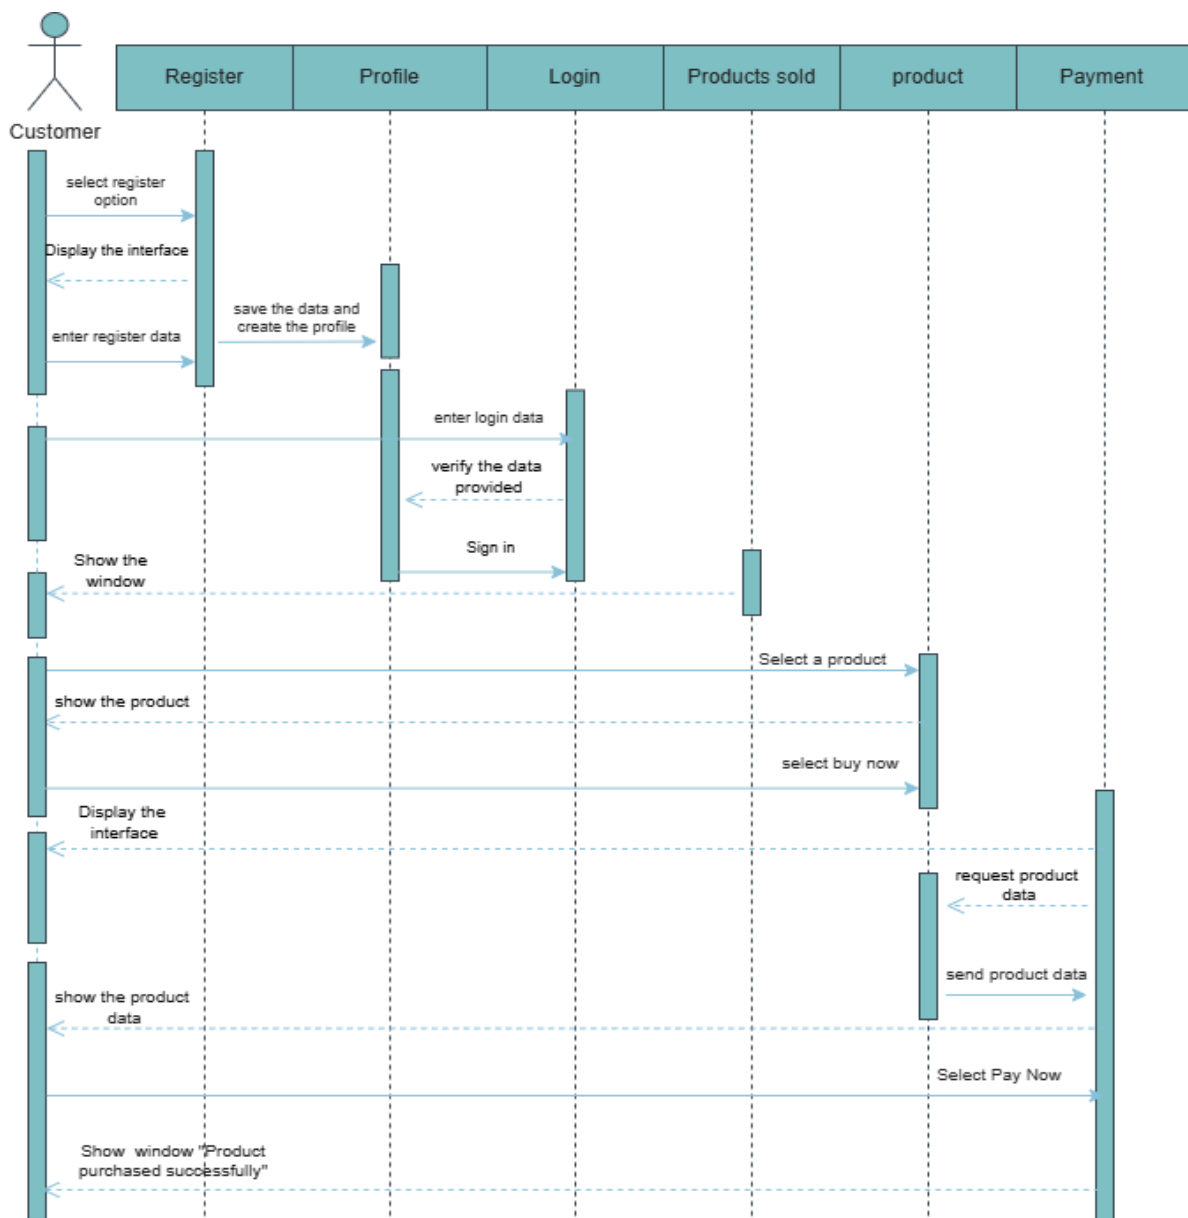 Register
Profile
Login
Products sold
product
Payment
Customer
select register
option
Display the interface
save the data and
create the profile
enter register data
enter login data
verify the data
provided
Sign in
Show the
window
Select a product
show the product
select buy now
Display the
interface
request product
data
send product data
show the product
data
Select Pay Now
Show  window "Product
purchased successfully"